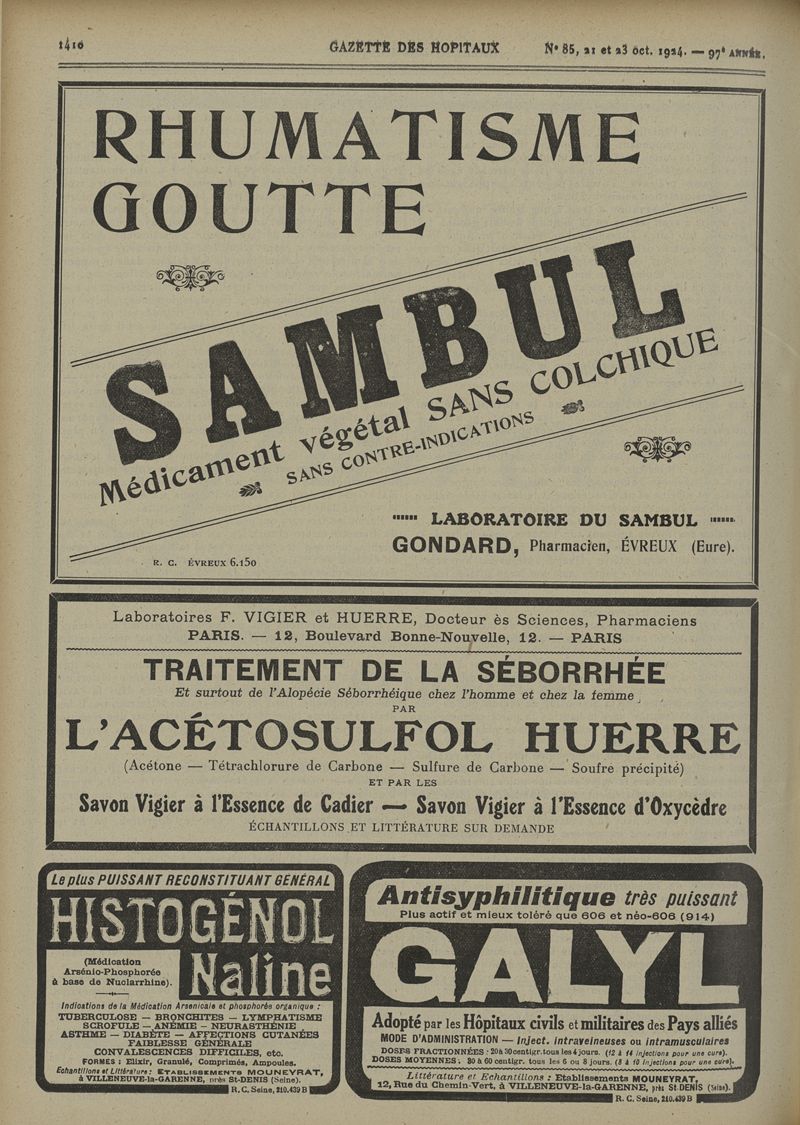 1410 GAZETTE DES HOPITAUX N° 85, 21 et 23 oct. 1924. — 97e ANNÉE.
RHUMATISME
GOUTTE
SAMBUL
Médicament végétal SANS COLCHIQUE
SANS CONTRE-INDICATIONS
LABORATOIRE DU SAMBUL
GONDARD, Pharmacien, ÉVREUX (Eure).
R. C. ÉVREUX 6.150
Laboratoires F. VIGIER et HUERRE, Docteur ès Sciences, Pharmaciens
PARIS. — 12, Boulevard Bonne-Nouvelle, 12. — PARIS
TRAITEMENT DE LA SÉBORRHÉE
Et surtout de l'Alopécie Séborrhéique chez l'homme et chez la femme
PAR
L'ACÉTOSULFOL HUERRE
(Acétone — Tétrachlorure de Carbone — Sulfure de Carbone — Soufre précipité)
ET PAR LES
Savon Vigier à l'Essence de Cadier — Savon Vigier à l'Essence d'Oxycèdre
ÉCHANTILLONS ET LITTÉRATURE SUR DEMANDE
Le plus PUISSANT RECONSTITUANT GÉNÉRAL
HISTOGÉNOL
Naline
(Médication
Arsénio-Phosphorée
à base de Nuclarrhine).
Indications de la Médication Arsenicale et phosphorée organique :
TUBERCULOSE — BRONCHITES — LYMPHATISME
SCROFULE — ANÉMIE — NEURASTHÉNIE
ASTHME — DIABÈTE — AFFECTIONS CUTANÉES
FAIBLESSE GÉNÉRALE
CONVALESCENCES DIFFICILES, etc.
FORMES : Elixir, Granulé, Comprimés, Ampoules.
Echantillons et Littérature : ETABLISSEMENTS MOUNEYRAT,
à VILLENEUVE-la-GARENNE, près St-DENIS (Seine).
R. C. Seine, 210.439 B
Antisyphilitique très puissant
Plus actif et mieux toléré que 606 et néo-606 (914)
GALYL
Adopté par les Hôpitaux civils et militaires des Pays alliés
MODE D'ADMINISTRATION — Inject. intraveineuses ou intramusculaires
DOSES FRACTIONNÉES : 20 à 30 centigr. tous les 4 jours. (12 à 14 injections pour une cure).
DOSES MOYENNES : 30 à 60 centigr. tous les 6 ou 8 jours. (8 à 10 injections pour une cure).
Littérature et Echantillons : Etablissements MOUNEYRAT,
12, Rue du Chemin-Vert, à VILLENEUVE-la-GARENNE, près St-DENIS (Seine).
R. C. Seine, 210.439 B